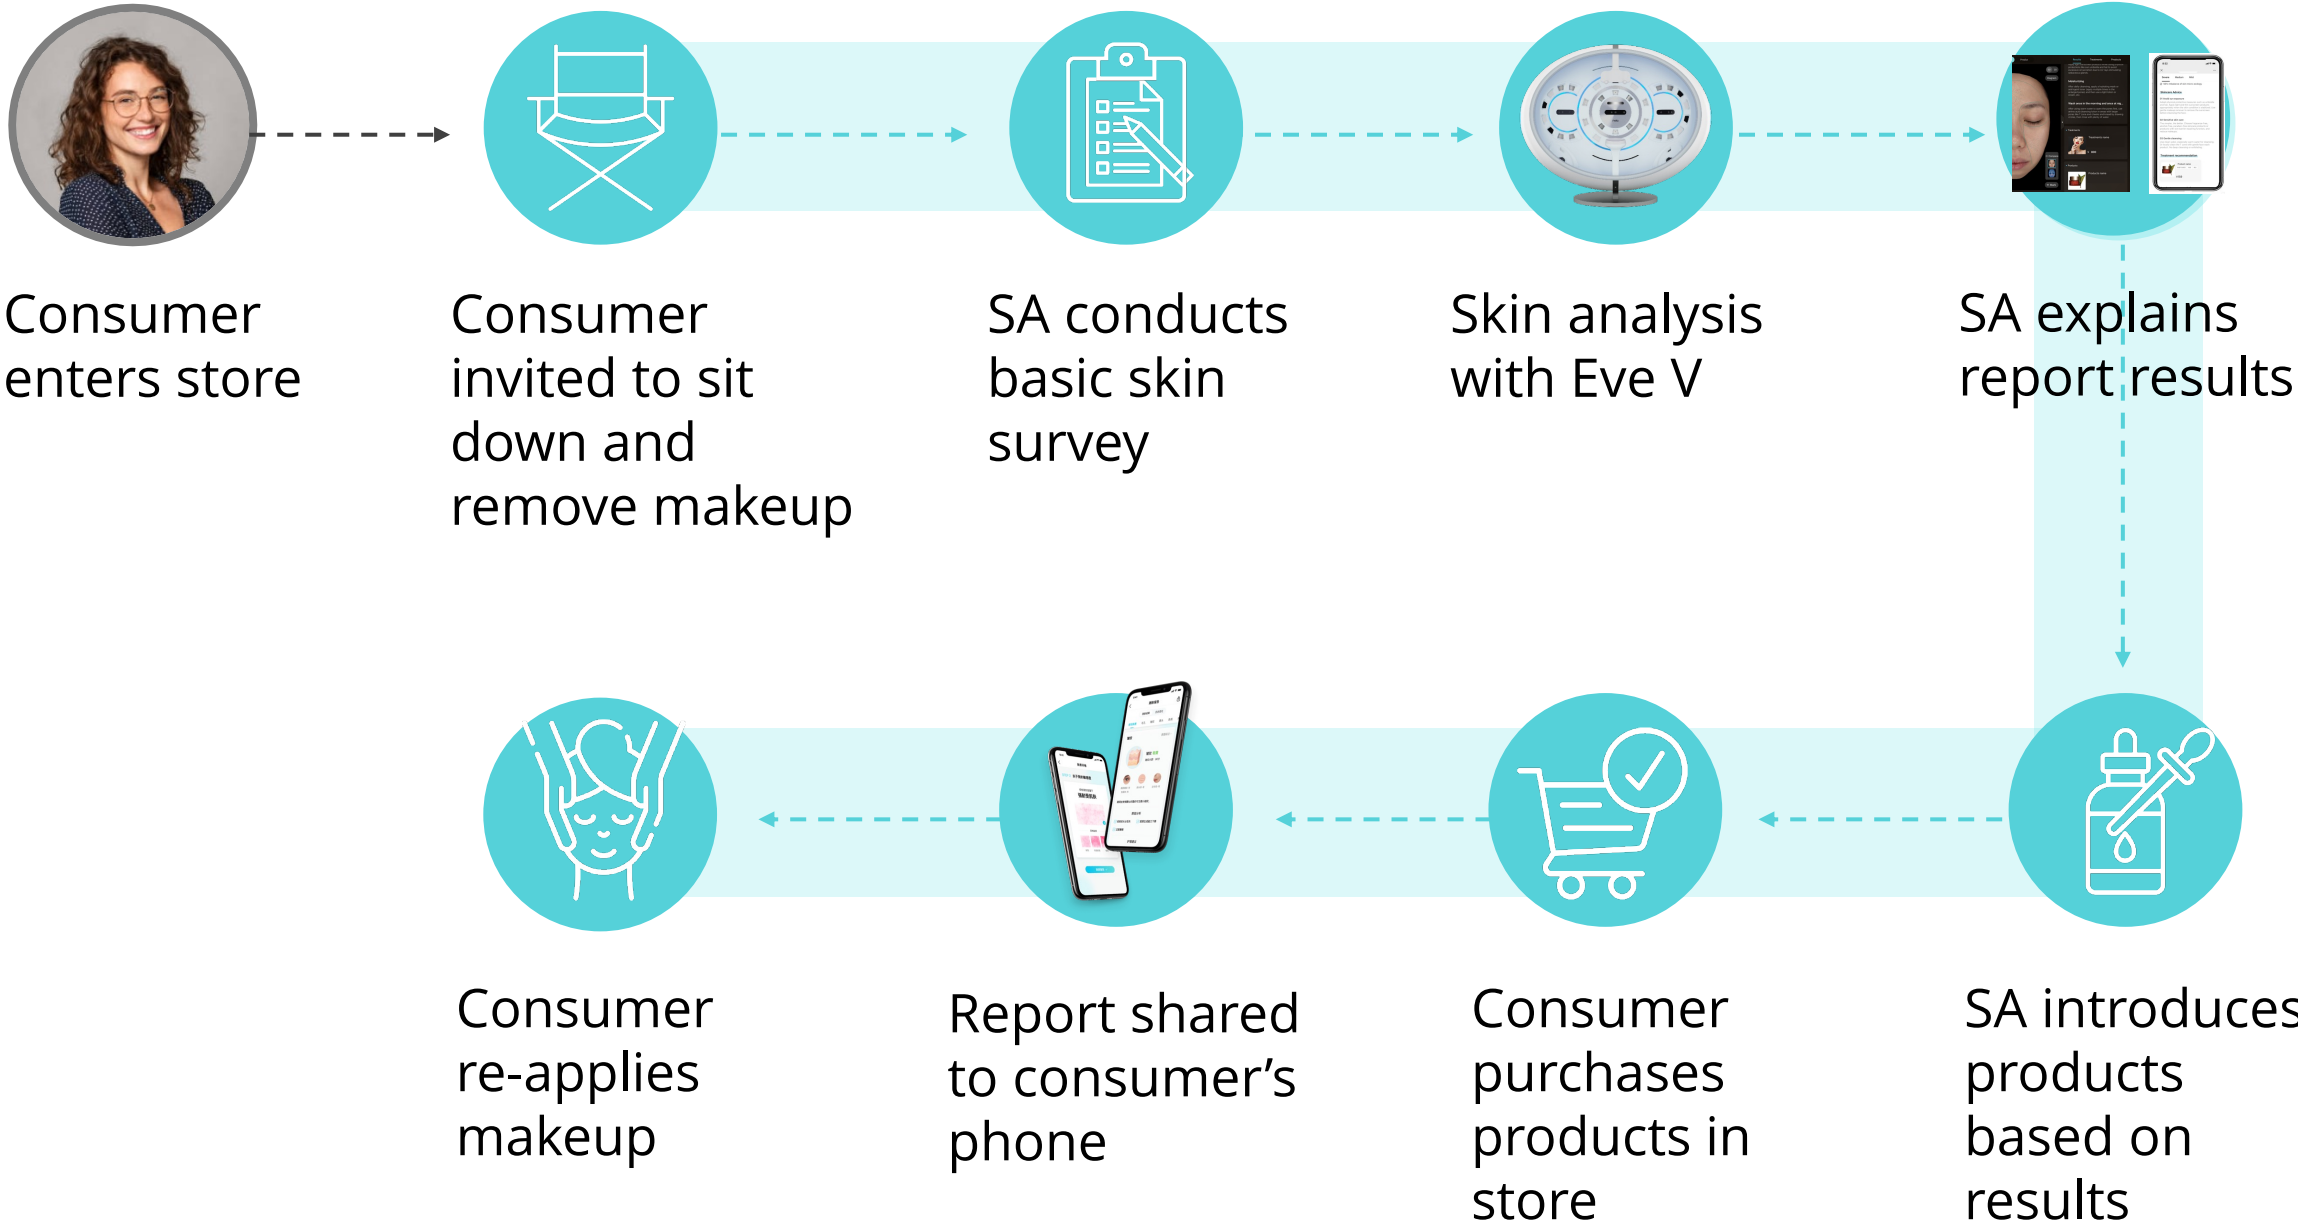 Consumer
enters store
Consumer
invited to sit
down and
remove makeup
SA conducts
basic skin
survey
Skin analysis
with Eve V
SA explains
report results
SA introduces
products
based on
results
Consumer
purchases
products in
store
Report shared
to consumer’s
phone
Consumer
re-applies
makeup